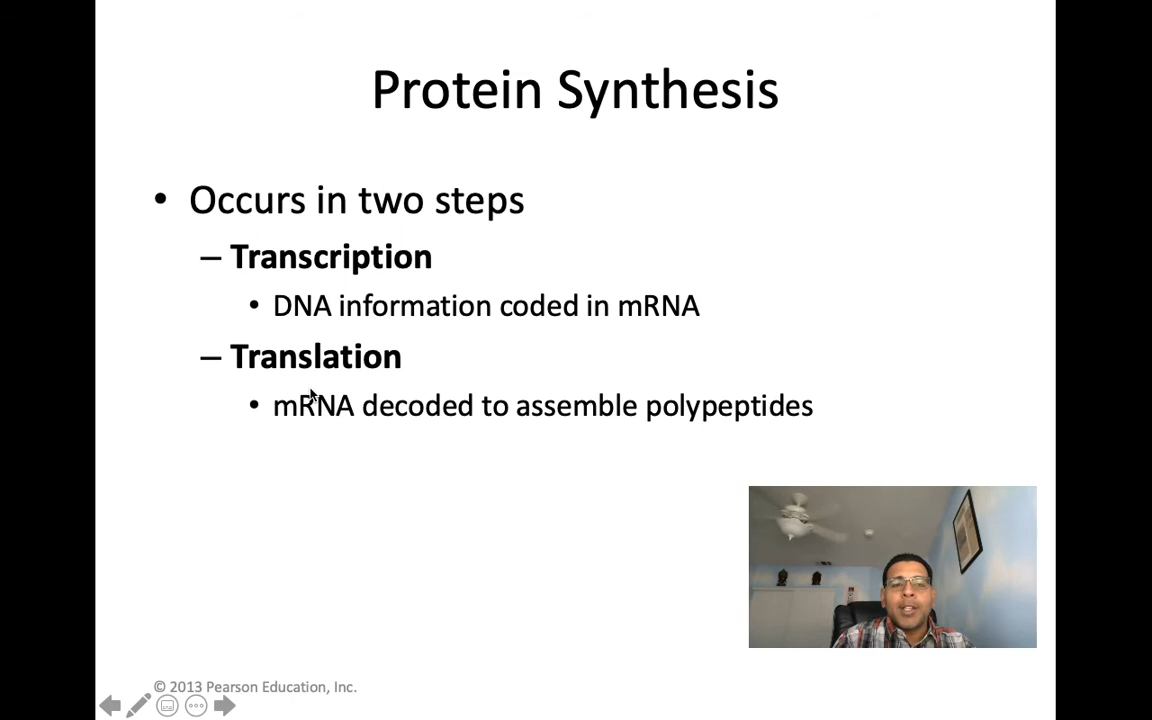 Protein Synthesis
• Occurs in two steps
– Transcription
• DNA information coded in mRNA
– Translation
• mRNA decoded to assemble polypeptides
© 2013 Pearson Education, Inc.